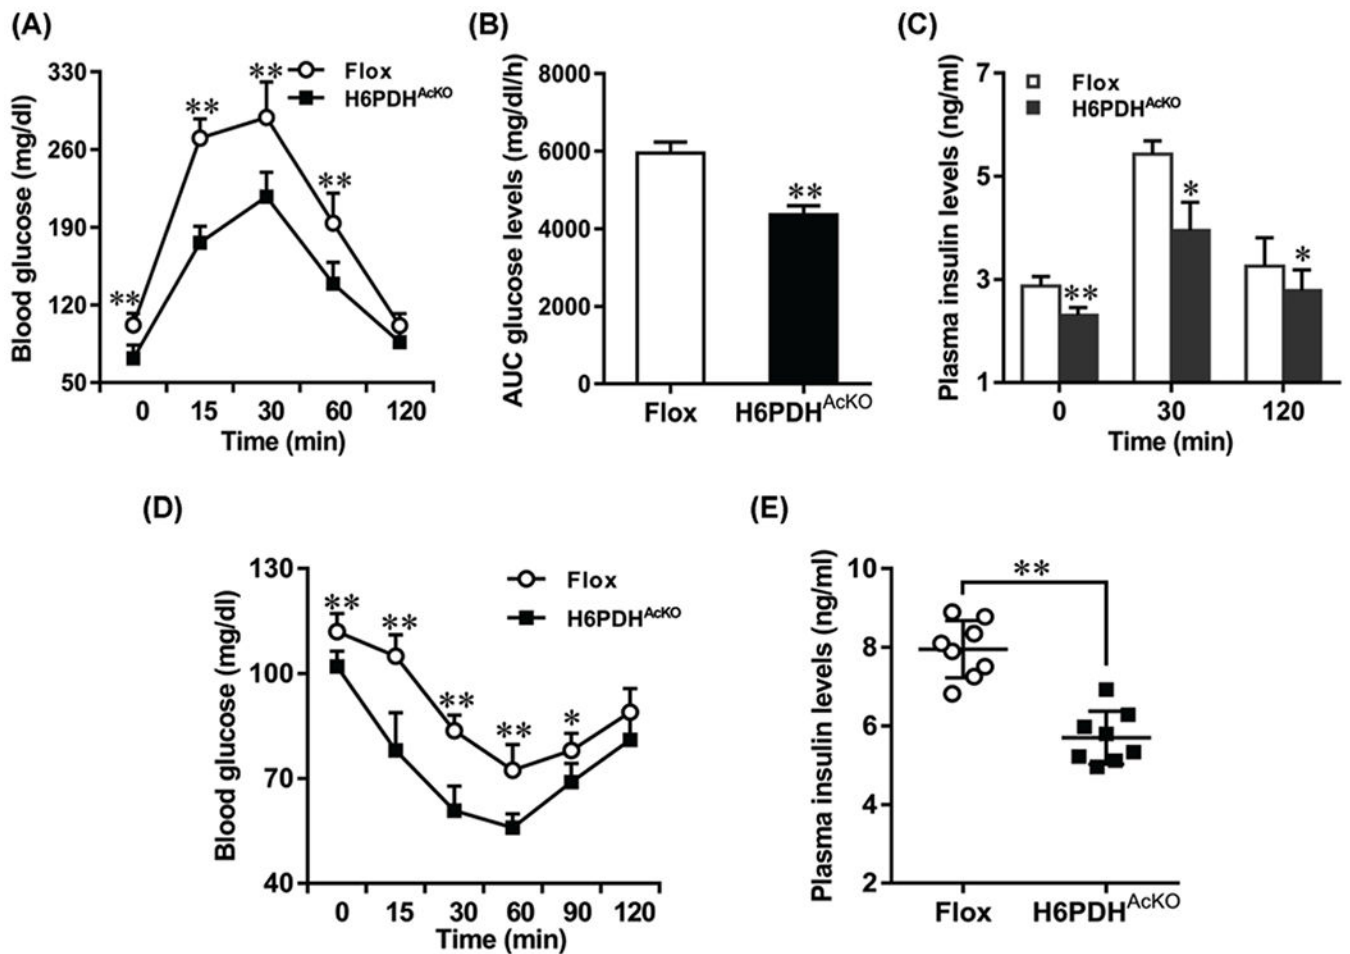 (A)
Blood glucose (mg/dl)
330
260
190
120
50
** ** ** **
Flox
H6PDH^AcKO
0 15 30 60 120
Time (min)
(B)
AUC glucose levels (mg/dl/h)
8000
6000
4000
2000
0
**
Flox H6PDH^AcKO
(C)
Plasma insulin levels (ng/ml)
7
5
3
1
Flox
H6PDH^AcKO
** * *
0 30 120
Time (min)
(D)
Blood glucose (mg/dl)
130
100
70
40
** ** ** ** *
Flox
H6PDH^AcKO
0 15 30 60 90 120
Time (min)
(E)
Plasma insulin levels (ng/ml)
10
8
6
4
2
**
Flox H6PDH^AcKO